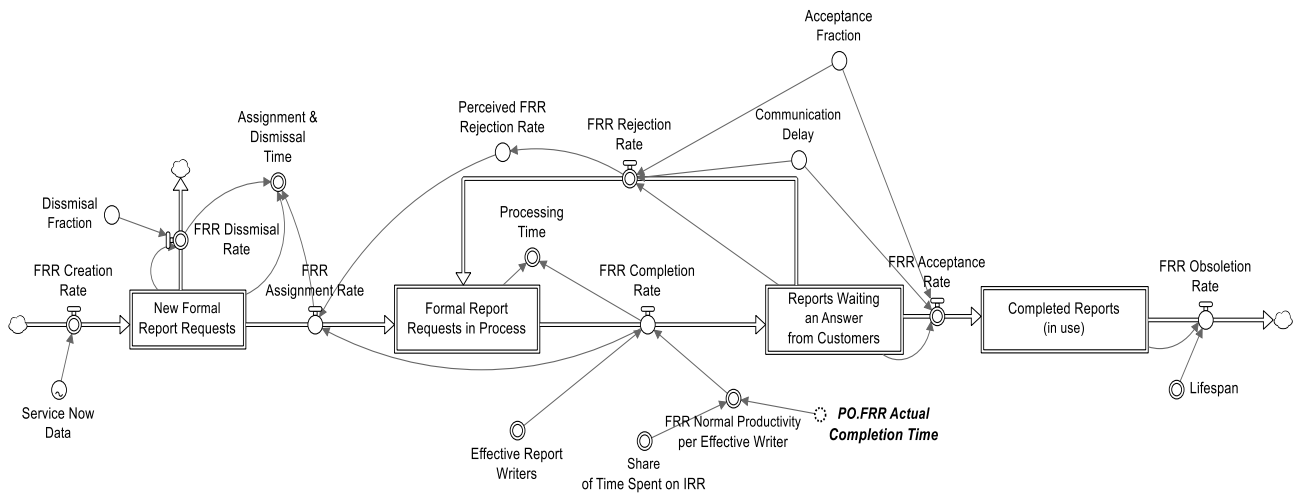 Acceptance
Fraction
Assignment &
Dismissal
Time
Perceived FRR
Rejection Rate
FRR Rejection
Rate
Communication
Delay
Dissmisal
Fraction
FRR Dissmisal
Rate
Processing
Time
FRR Creation
Rate
FRR
Assignment Rate
FRR Completion
Rate
FRR Acceptance
Rate
FRR Obsoletion
Rate
New Formal
Report Requests
Formal Report
Requests in Process
Reports Waiting
an Answer
from Customers
Completed Reports
(in use)
Lifespan
Service Now
Data
Effective Report
Writers
Share
of Time Spent on IRR
FRR Normal Productivity
per Effective Writer
PO.FRR Actual
Completion Time